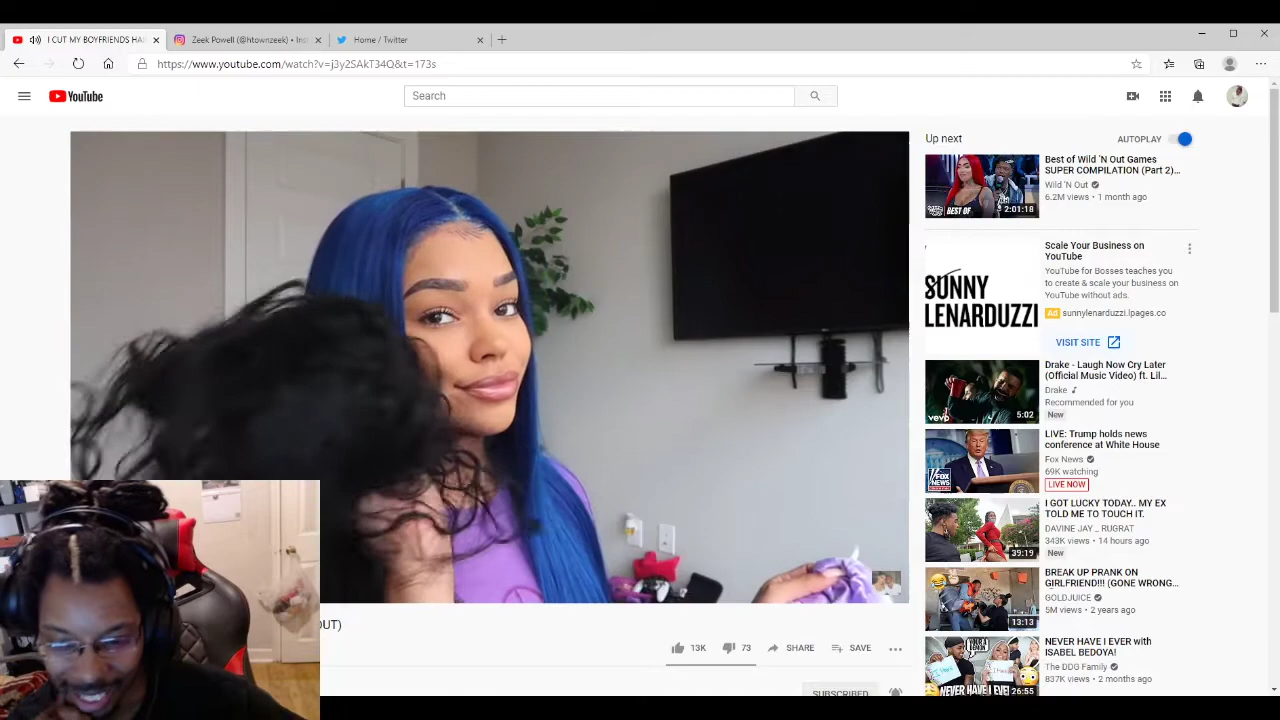 I CUT MY BOYFRIENDS HAI
Zeek Powell (@htownzeek) • Ins
Home / Twitter
https://www.youtube.com/watch?v=j3y2SAkT34Q&t=173s
YouTube
Search
Up next
AUTOPLAY
Best of Wild 'N Out Games
SUPER COMPILATION (Part 2)...
Wild 'N Out
6.2M views • 1 month ago
BEST OF
2:01:18
Scale Your Business on
YouTube
YouTube for Bosses teaches you
to create & scale your business on
YouTube without ads.
Ad sunnylenarduzzi.lpages.co
SUNNY
LENARDUZZI
VISIT SITE
Drake - Laugh Now Cry Later
(Official Music Video) ft. Lil...
Drake
Recommended for you
New
vevo
5:02
LIVE: Trump holds news
conference at White House
Fox News
69K watching
LIVE NOW
I GOT LUCKY TODAY.. MY EX
TOLD ME TO TOUCH IT.
DAVINE JAY _ RUGRAT
343K views • 14 hours ago
New
39:19
BREAK UP PRANK ON
GIRLFRIEND!!! (GONE WRONG...
GOLDJUICE
5M views • 2 years ago
13:13
NEVER HAVE I EVER with
ISABEL BEDOYA!
The DDG Family
837K views • 2 months ago
NEVER HAVE I EVER!
26:55
OUT)
13K
73
SHARE
SAVE
SUBSCRIBED